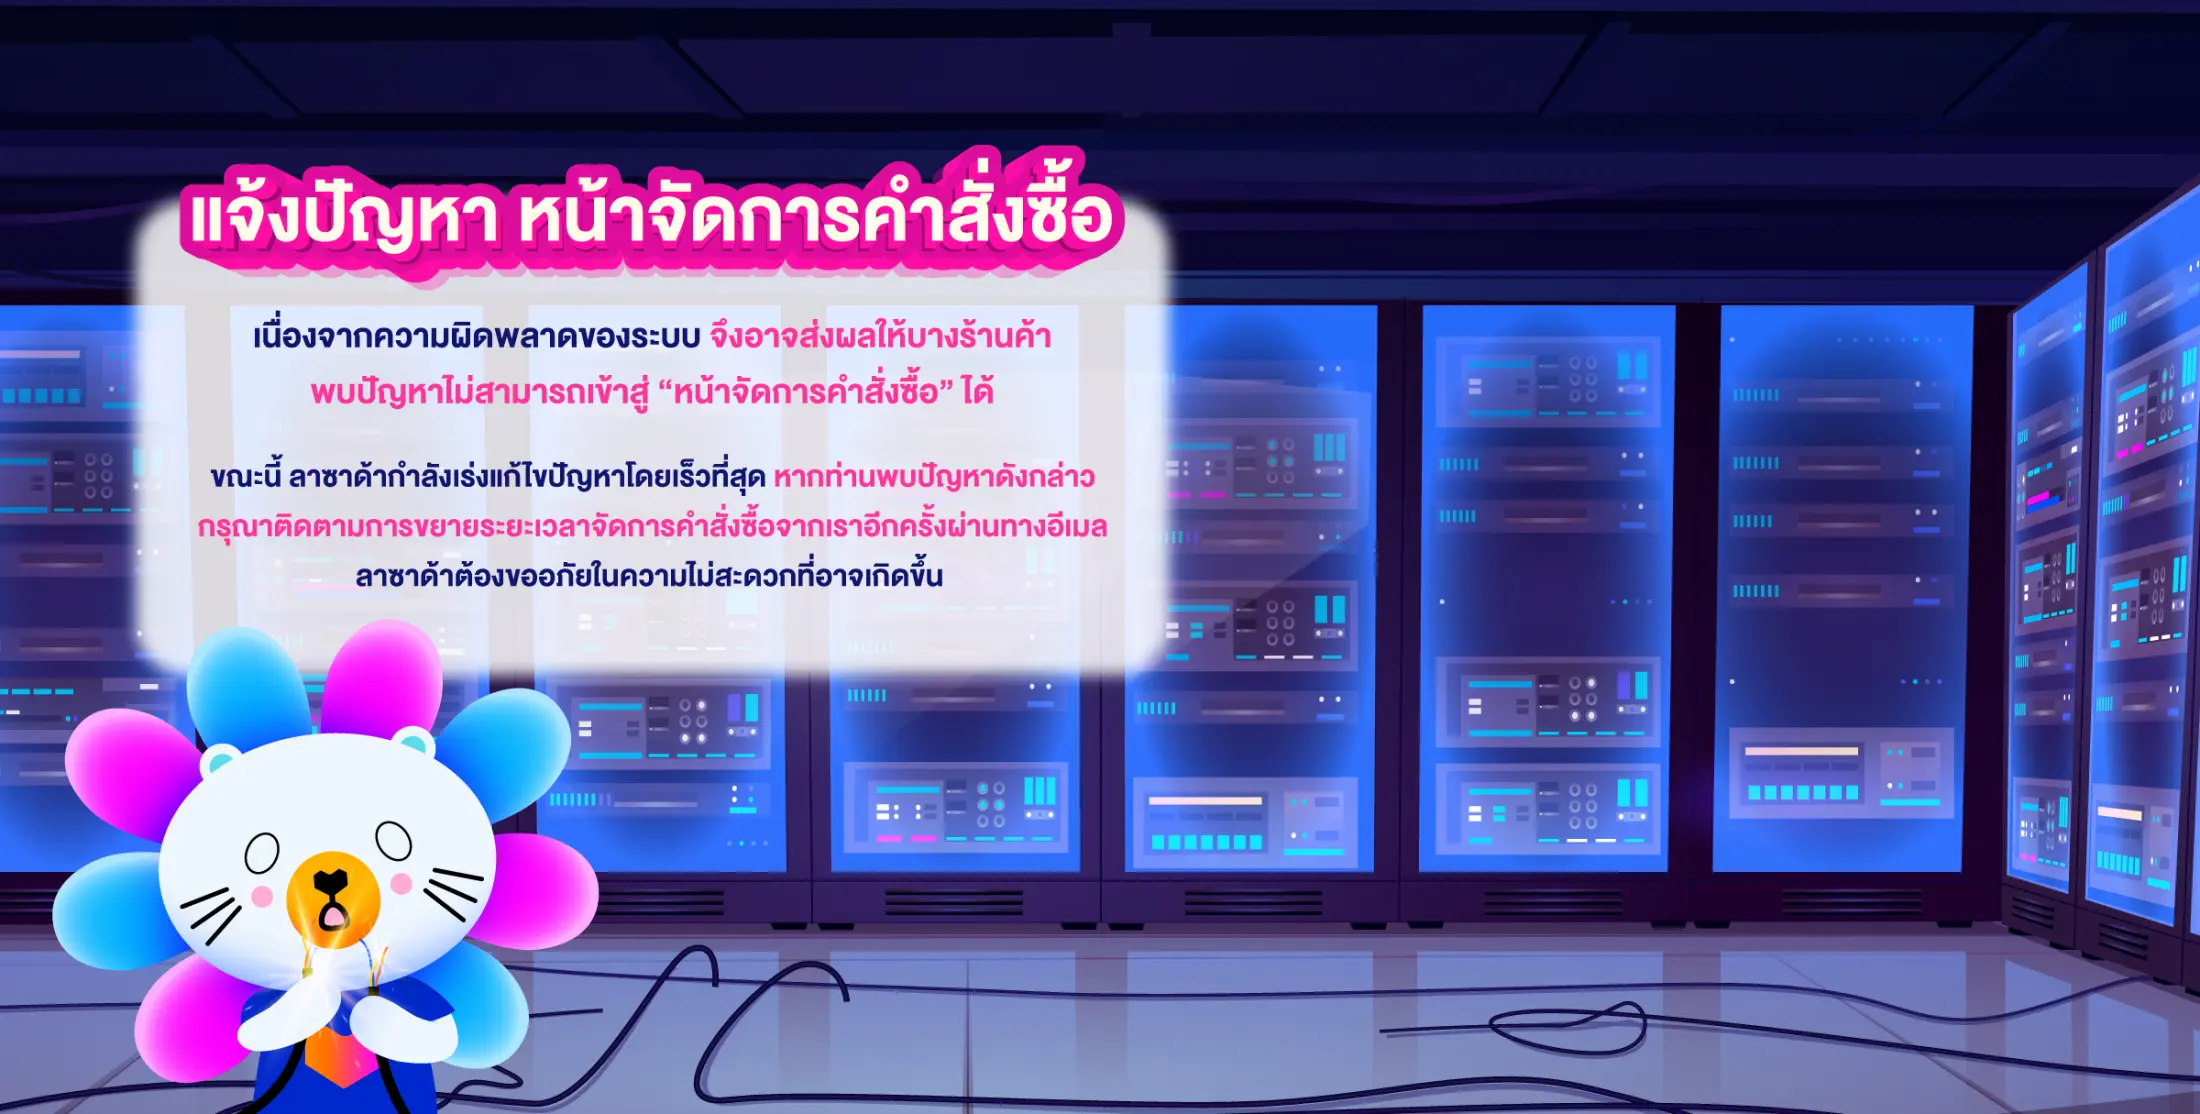 แจ้งปัญหา หน้าจัดการคำสั่งซื้อ
เนื่องจากความผิดพลาดของระบบ จึงอาจส่งผลให้บางร้านค้า
พบปัญหาไม่สามารถเข้าสู่ “หน้าจัดการคำสั่งซื้อ” ได้
ขณะนี้ ลาซาด้ากำลังเร่งแก้ไขปัญหาโดยเร็วที่สุด หากท่านพบปัญหาดังกล่าว
กรุณาติดตามการขยายระยะเวลาจัดการคำสั่งซื้อจากเราอีกครั้งผ่านทางอีเมล
ลาซาด้าต้องขออภัยในความไม่สะดวกที่อาจเกิดขึ้น